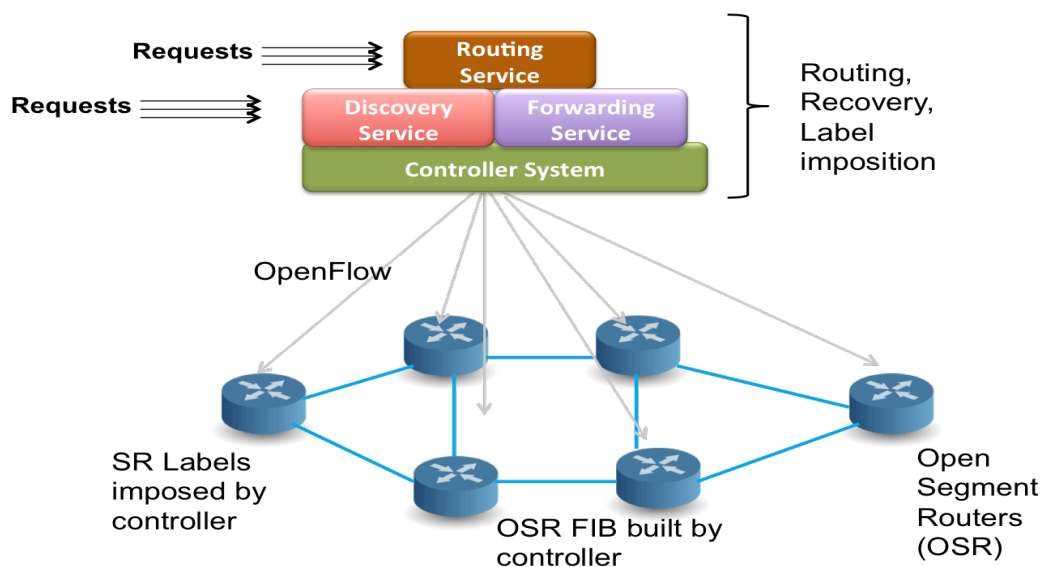 Requests
Routing
Service
Requests
Discovery
Service
Forwarding
Service
Controller System
Routing,
Recovery,
Label
imposition
OpenFlow
SR Labels
imposed by
controller
OSR FIB built by
controller
Open
Segment
Routers
(OSR)